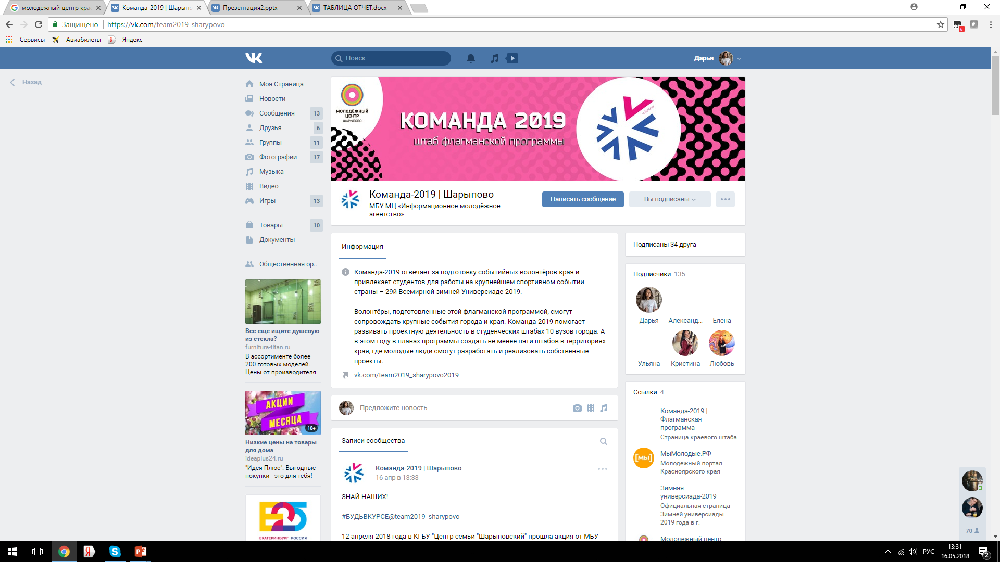 молодежный центр кра
Команда-2019 | Шарыпо
Презентация2.pptx
ТАБЛИЦА ОТЧЕТ.docx
Защищено
https://vk.com/team2019_sharypovo
6
Сервисы
Авиабилеты
Я
Яндекс
Поиск
Дарья
Назад
Моя Страница
Новости
Сообщения 13
Друзья 6
Группы 11
Фотографии 17
Музыка
Видео
Игры 13
Товары 10
Документы
Общественная ор..
Все еще ищите душевую
из стекла?
furnitura-titan.ru
В ассортименте более
200 готовых моделей.
Цены от производителя.
АКЦИИ
МЕСЯЦА
18+
Низкие цены на товары
для дома
ideaplus24.ru
"Идея Плюс". Выгодные
покупки - это для тебя!
Е25
ЕКАТЕРИНБУРГ РОССИЯ
МОЛОДЁЖНЫЙ
ЦЕНТР
ШАРЫПОВО
КОМАНДА 2019
штаб флагманской программы
volunteer
Команда-2019 | Шарыпово
МБУ МЦ «Информационное молодёжное
агентство»
Написать сообщение
Вы подписаны
Информация
Команда-2019 отвечает за подготовку событийных волонтёров края и
привлекает студентов для работы на крупнейшем спортивном событии
страны – 29й Всемирной зимней Универсиаде-2019.
Волонтёры, подготовленные этой флагманской программой, смогут
сопровождать крупные события города и края. Команда-2019 помогает
развивать проектную деятельность в студенческих штабах 10 вузов города. А
в этом году в планах программы создать не менее пяти штабов в территориях
края, где молодые люди смогут разработать и реализовать собственные
проекты.
vk.com/team2019_sharypovo2019
Предложите новость
Записи сообщества
Команда-2019 | Шарыпово
16 апр в 13:33
ЗНАЙ НАШИХ!
#БУДЬВКУРСЕ@team2019_sharypovo
12 апреля 2018 года в КГБУ "Центр семьи "Шарыповский" прошла акция от МБУ
Подписаны 34 друга
Подписчики 135
Дарья
Александ...
Елена
Ульяна
Кристина
Любовь
Ссылки 4
Команда-2019 |
Флагманская
программа
Страница краевого штаба
[МЫ]
МыМолодые.РФ
Молодежный портал
Красноярского края
Зимняя
универсиада-2019
Официальная страница
Зимней универсиады
2019 года в г.
Молодежный центр
70
РУС
13:31
16.05.2018
2